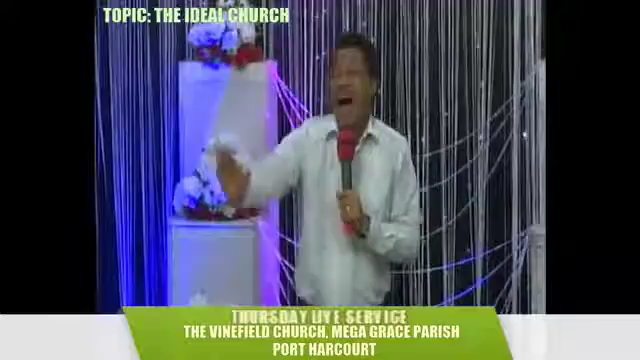 TOPIC: THE IDEAL CHURCH
THURSDAY LIVE SERVICE
THE VINEFIELD CHURCH, MEGA GRACE PARISH
PORT HARCOURT